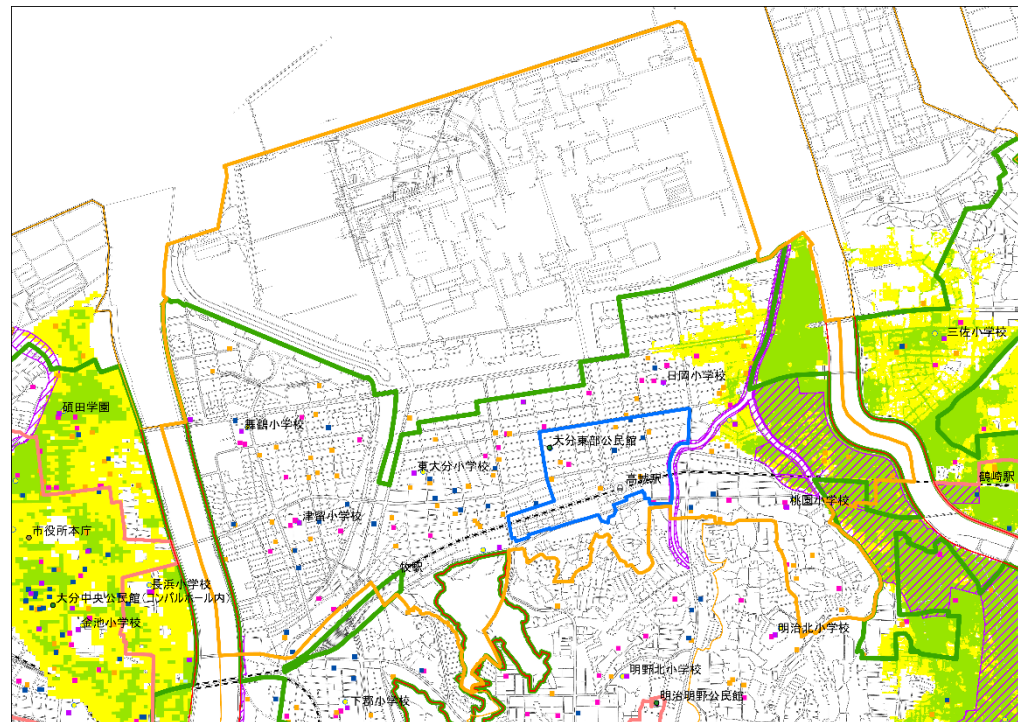 三佐小学校
日岡小学校
碩田学園
舞鶴小学校
大分東部公民館
東大分小学校
高城駅
鶴崎駅
桃園小学校
津留小学校
市役所本庁
牧駅
長浜小学校
大分中央公民館(コンパルホール内)
金池小学校
明治北小学校
明野北小学校
下郡小学校
明治明野公民館